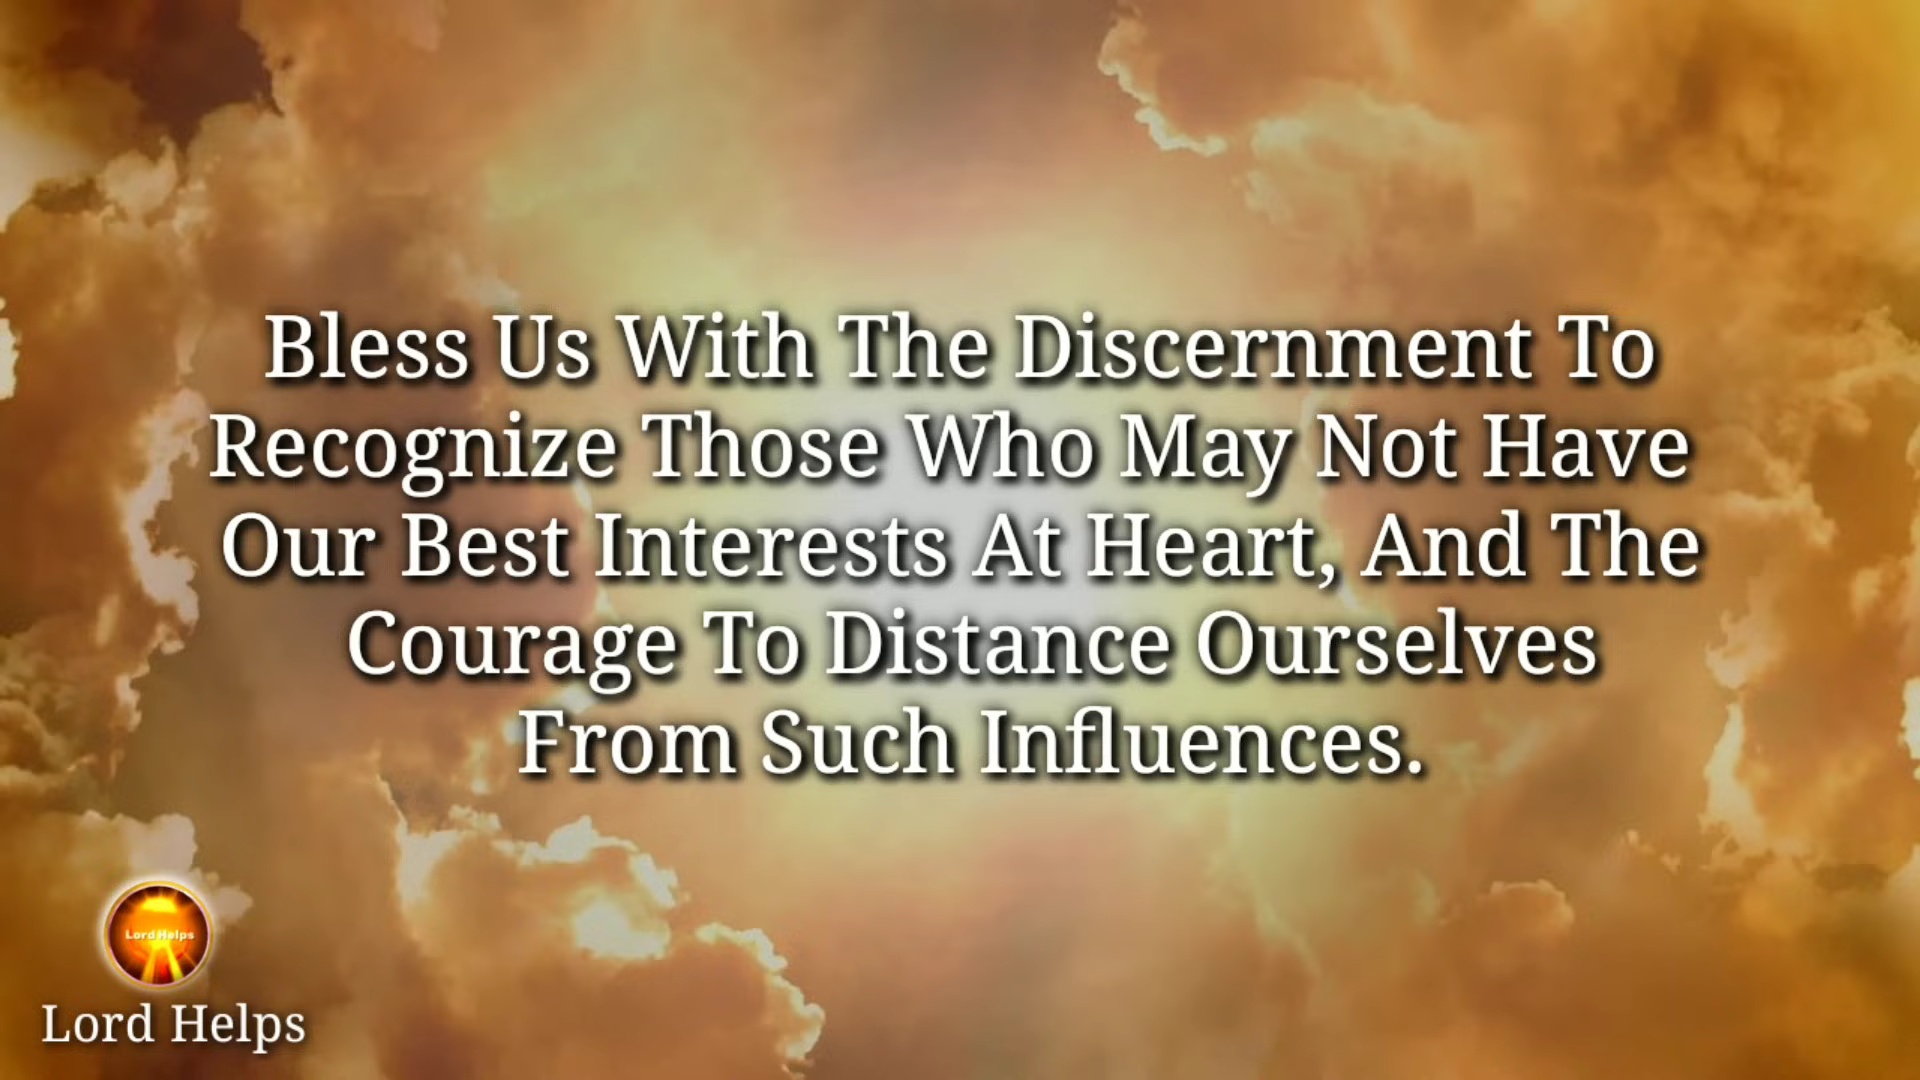 Bless Us With The Discernment To
Recognize Those Who May Not Have
Our Best Interests At Heart, And The
Courage To Distance Ourselves
From Such Influences.
Lord Helps
Lord Helps